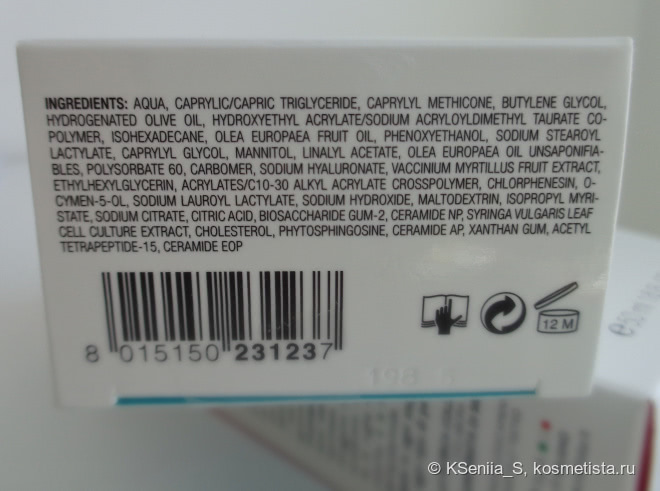 INGREDIENTS: AQUA, CAPRYLIC/CAPRIC TRIGLYCERIDE, CAPRYLYL METHICONE, BUTYLENE GLYCOL,
HYDROGENATED OLIVE OIL, HYDROXYETHYL ACRYLATE/SODIUM ACRYLOYLDIMETHYL TAURATE CO-
POLYMER, ISOHEXADECANE, OLEA EUROPAEA FRUIT OIL, PHENOXYETHANOL, SODIUM STEAROYL
LACTYLATE, CAPRYLYL GLYCOL, MANNITOL, LINALYL ACETATE, OLEA EUROPAEA OIL UNSAPONIFIA-
BLES, POLYSORBATE 60, CARBOMER, SODIUM HYALURONATE, VACCINIUM MYRTILLUS FRUIT EXTRACT,
ETHYLHEXYLGLYCERIN, ACRYLATES/C10-30 ALKYL ACRYLATE CROSSPOLYMER, CHLORPHENESIN, O-
CYMEN-5-OL, SODIUM LAUROYL LACTYLATE, SODIUM HYDROXIDE, MALTODEXTRIN, ISOPROPYL MYRI-
STATE, SODIUM CITRATE, CITRIC ACID, BIOSACCHARIDE GUM-2, CERAMIDE NP, SYRINGA VULGARIS LEAF
CELL CULTURE EXTRACT, CHOLESTEROL, PHYTOSPHINGOSINE, CERAMIDE AP, XANTHAN GUM, ACETYL
TETRAPEPTIDE-15, CERAMIDE EOP
8 015150 231237
12 M
© KSeniia_S, kosmetista.ru